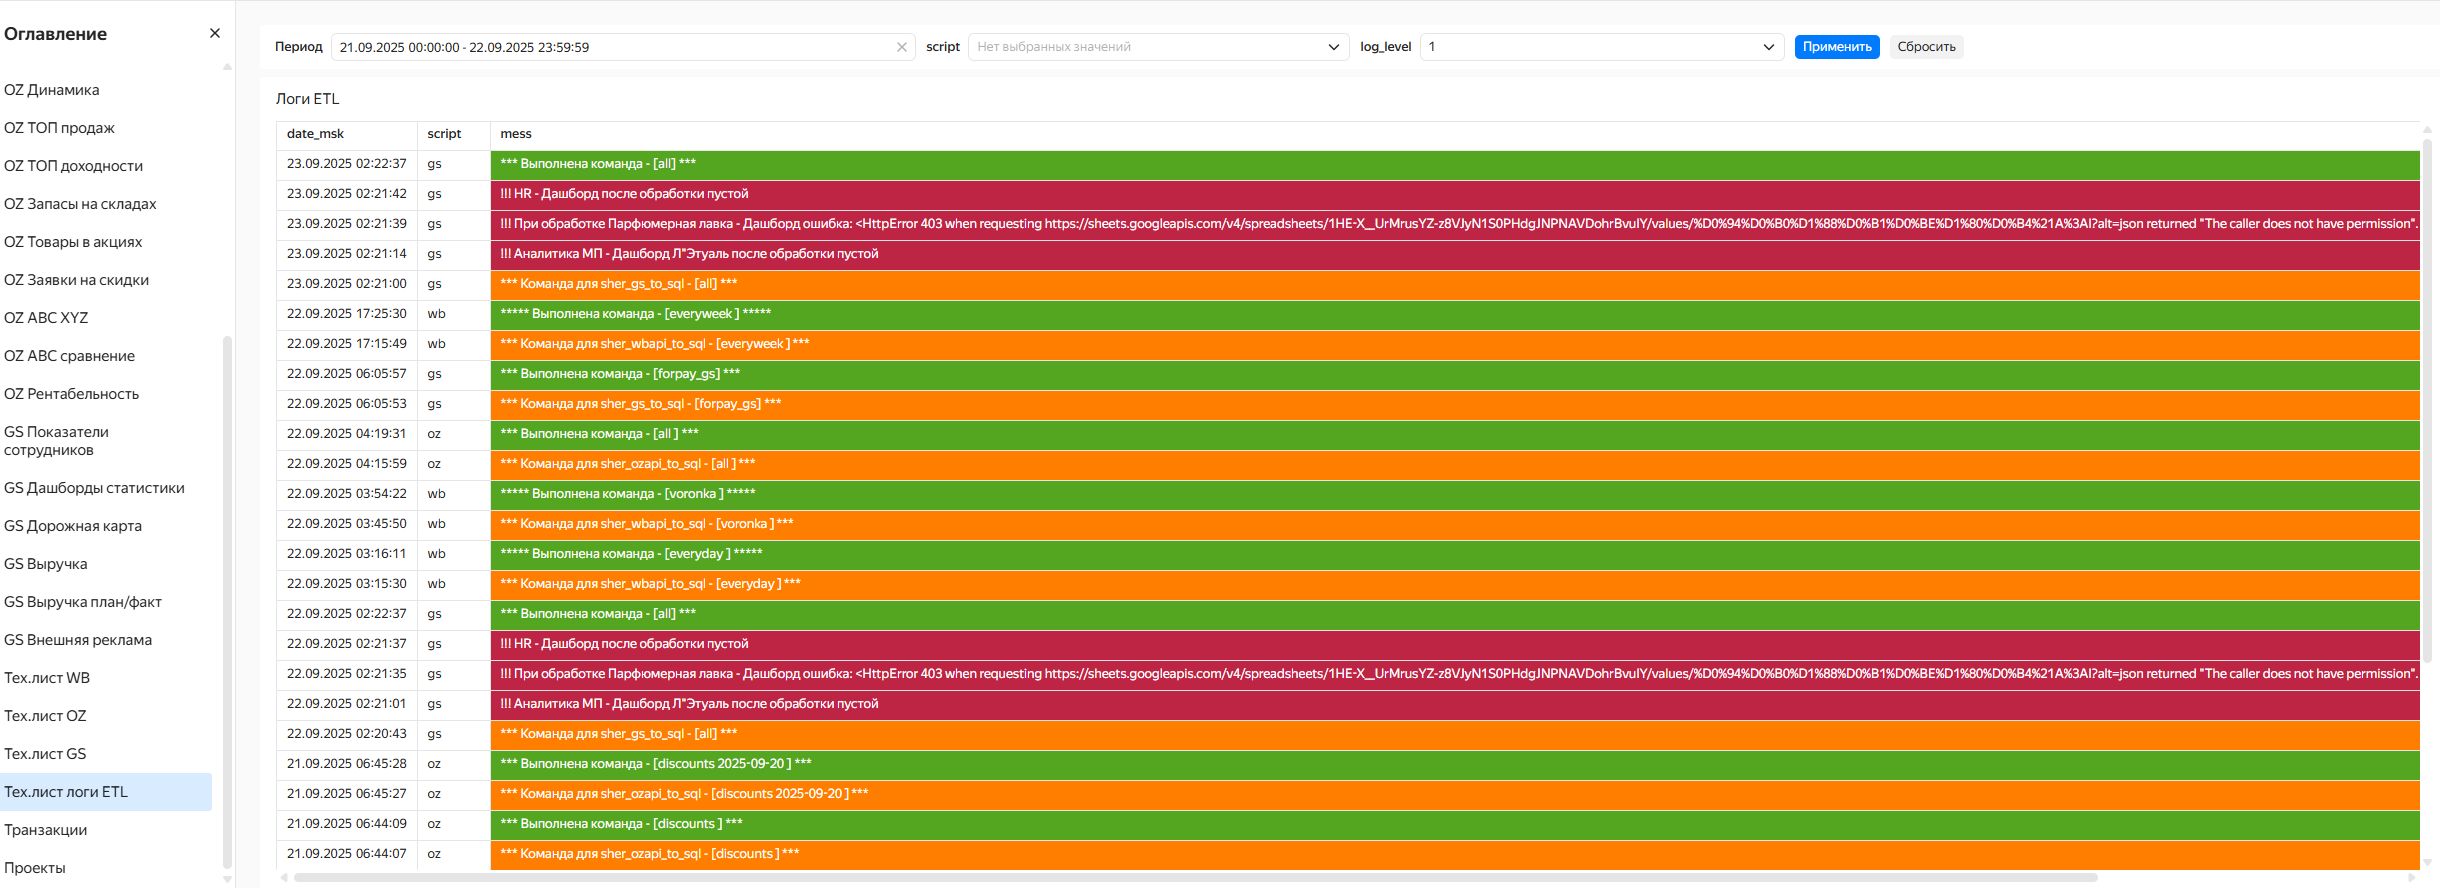 Оглавление
OZ Динамика
OZ ТОП продаж
OZ ТОП доходности
OZ Запасы на складах
OZ Товары в акциях
OZ Заявки на скидки
OZ ABC XYZ
OZ ABC сравнение
OZ Рентабельность
GS Показатели
сотрудников
GS Дашборды статистики
GS Дорожная карта
GS Выручка
GS Выручка план/факт
GS Внешняя реклама
Тех.лист WB
Тех.лист OZ
Тех.лист GS
Тех.лист логи ETL
Транзакции
Проекты
Период 21.09.2025 00:00:00 - 22.09.2025 23:59:59 script Нет выбранных значений log_level 1 Применить Сбросить
Логи ETL
date_msk script mess
23.09.2025 02:22:37 gs *** Выполнена команда - [all] ***
23.09.2025 02:21:42 gs !!! HR - Дашборд после обработки пустой
23.09.2025 02:21:39 gs !!! При обработке Парфюмерная лавка - Дашборд ошибка: <HttpError 403 when requesting https://sheets.googleapis.com/v4/spreadsheets/1HE-X__UrMrusYZ-z8VJyN1S0PHdgJNPNAVDohrBvuIY/values/%D0%94%D0%B0%D1%88%D0%B1%D0%BE%D1%80%D0%B4%21A%3AI?alt=json returned "The caller does not have permission".
23.09.2025 02:21:14 gs !!! Аналитика МП - Дашборд Л"Этуаль после обработки пустой
23.09.2025 02:21:00 gs *** Команда для sher_gs_to_sql - [all] ***
22.09.2025 17:25:30 wb ***** Выполнена команда - [everyweek ] *****
22.09.2025 17:15:49 wb *** Команда для sher_wbapi_to_sql - [everyweek ] ***
22.09.2025 06:05:57 gs *** Выполнена команда - [forpay_gs] ***
22.09.2025 06:05:53 gs *** Команда для sher_gs_to_sql - [forpay_gs] ***
22.09.2025 04:19:31 oz *** Выполнена команда - [all ] ***
22.09.2025 04:15:59 oz *** Команда для sher_ozapi_to_sql - [all ] ***
22.09.2025 03:54:22 wb ***** Выполнена команда - [voronka ] *****
22.09.2025 03:45:50 wb *** Команда для sher_wbapi_to_sql - [voronka ] ***
22.09.2025 03:16:11 wb ***** Выполнена команда - [everyday ] *****
22.09.2025 03:15:30 wb *** Команда для sher_wbapi_to_sql - [everyday ] ***
22.09.2025 02:22:37 gs *** Выполнена команда - [all] ***
22.09.2025 02:21:37 gs !!! HR - Дашборд после обработки пустой
22.09.2025 02:21:35 gs !!! При обработке Парфюмерная лавка - Дашборд ошибка: <HttpError 403 when requesting https://sheets.googleapis.com/v4/spreadsheets/1HE-X__UrMrusYZ-z8VJyN1S0PHdgJNPNAVDohrBvuIY/values/%D0%94%D0%B0%D1%88%D0%B1%D0%BE%D1%80%D0%B4%21A%3AI?alt=json returned "The caller does not have permission".
22.09.2025 02:21:01 gs !!! Аналитика МП - Дашборд Л"Этуаль после обработки пустой
22.09.2025 02:20:43 gs *** Команда для sher_gs_to_sql - [all] ***
21.09.2025 06:45:28 oz *** Выполнена команда - [discounts 2025-09-20 ] ***
21.09.2025 06:45:27 oz *** Команда для sher_ozapi_to_sql - [discounts 2025-09-20 ] ***
21.09.2025 06:44:09 oz *** Выполнена команда - [discounts ] ***
21.09.2025 06:44:07 oz *** Команда для sher_ozapi_to_sql - [discounts ] ***